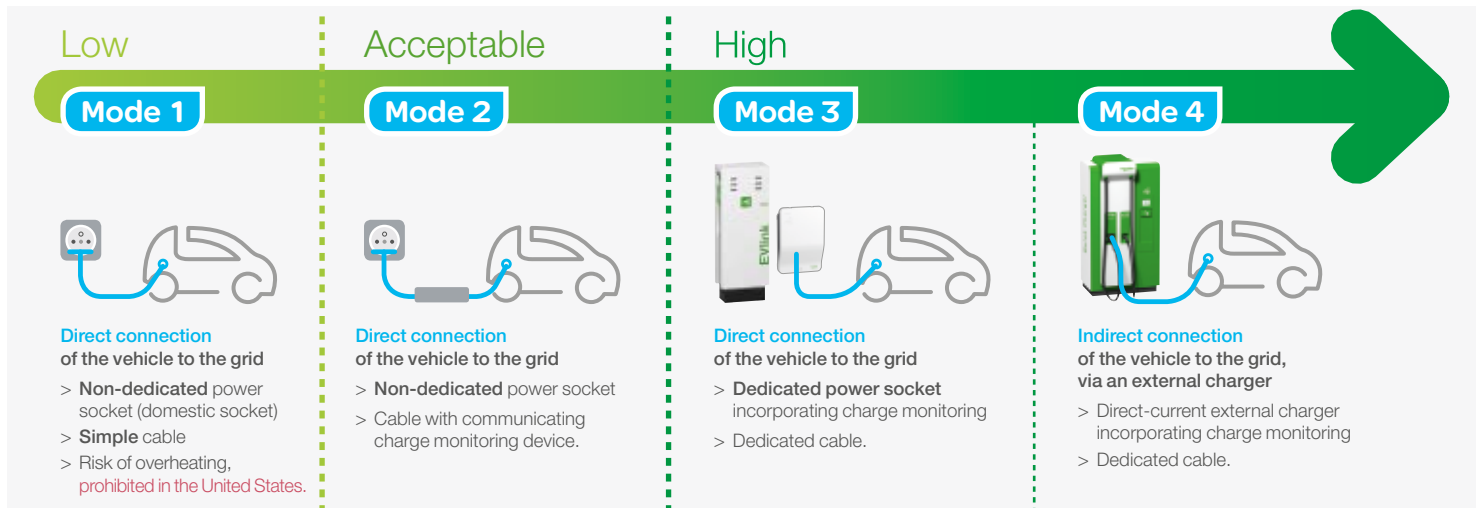 Low
Acceptable
High
Mode 1
Mode 2
Mode 3
Mode 4
EVlink
Direct connection
of the vehicle to the grid
> Non-dedicated power
socket (domestic socket)
> Simple cable
> Risk of overheating,
prohibited in the United States.
Direct connection
of the vehicle to the grid
> Non-dedicated power socket
> Cable with communicating
charge monitoring device.
Direct connection
of the vehicle to the grid
> Dedicated power socket
incorporating charge monitoring
> Dedicated cable.
Indirect connection
of the vehicle to the grid,
via an external charger
> Direct-current external charger
incorporating charge monitoring
> Dedicated cable.